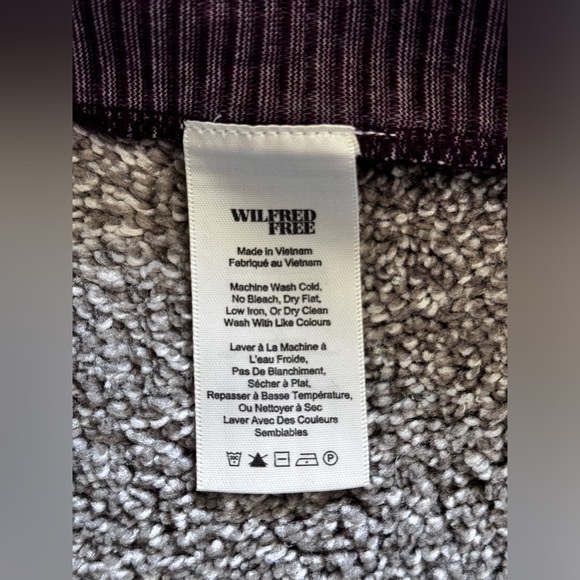 WILFRED
FREE
Made in Vietnam
Fabriqué au Vietnam
Machine Wash Cold,
No Bleach, Dry Flat,
Low Iron, Or Dry Clean
Wash With Like Colours
Laver à La Machine à
L'eau Froide,
Pas De Blanchiment,
Sécher à Plat,
Repasser à Basse Température,
Ou Nettoyer à Sec
Laver Avec Des Couleurs
Semblables
30C P